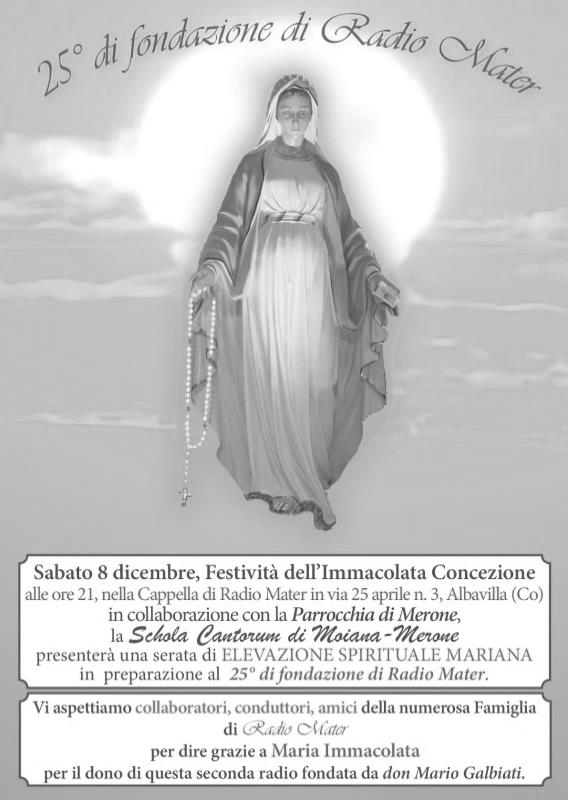 25° di fondazione di Radio Mater
Sabato 8 dicembre, Festività dell'Immacolata Concezione
alle ore 21, nella Cappella di Radio Mater in via 25 aprile n. 3, Albavilla (Co)
in collaborazione con la Parrocchia di Merone,
la Schola Cantorum di Moiana-Merone
presenterà una serata di ELEVAZIONE SPIRITUALE MARIANA
in preparazione al 25° di fondazione di Radio Mater.
Vi aspettiamo collaboratori, conduttori, amici della numerosa Famiglia
di Radio Mater
per dire grazie a Maria Immacolata
per il dono di questa seconda radio fondata da don Mario Galbiati.